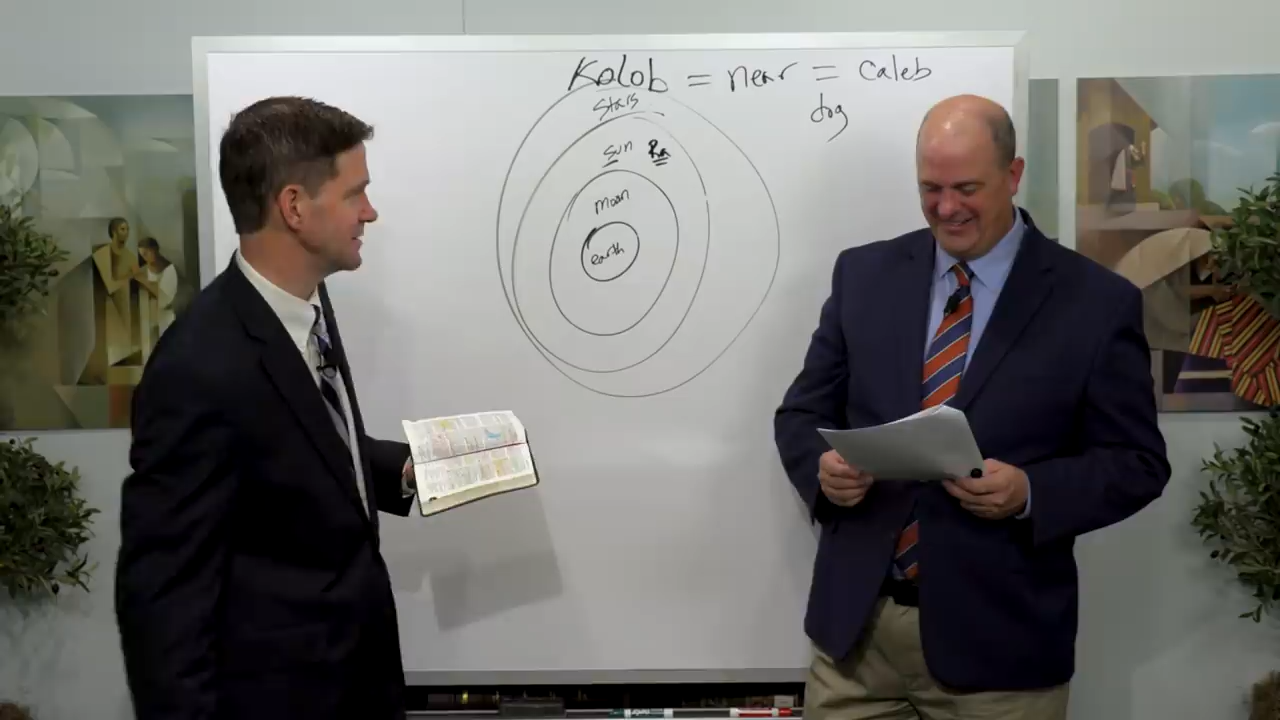 Kolob = near = caleb
dog
stars
sun Ra
moon
earth